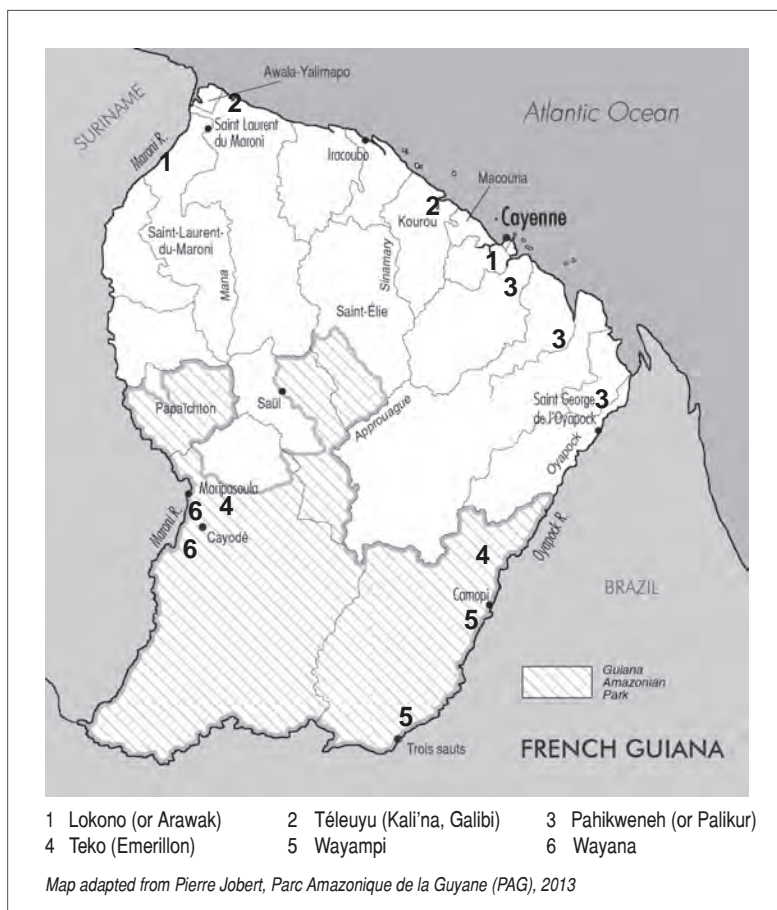 Awala-Yalimapo
SURINAME
2
Atlantic Ocean
Saint Laurent
du Maroni
Maroni R.
1
Iracoubo
Macouria
2
Kourou
Cayenne
Saint-Laurent-
du-Maroni
Mana
Sinamary
1
3
Saint-Élie
3
Papaïchton
Saül
Approuague
Saint George
de l'Oyapock
3
Oyapock
Maripasoula
4
6
Maroni R.
Cayodé
6
Oyapock R.
4
Camopi
BRAZIL
5
Guiana
Amazonian
Park
5
Trois sauts
FRENCH GUIANA
1 Lokono (or Arawak) 2 Téleuyu (Kali'na, Galibi) 3 Pahikweneh (or Palikur)
4 Teko (Emerillon) 5 Wayampi 6 Wayana
Map adapted from Pierre Jobert, Parc Amazonique de la Guyane (PAG), 2013